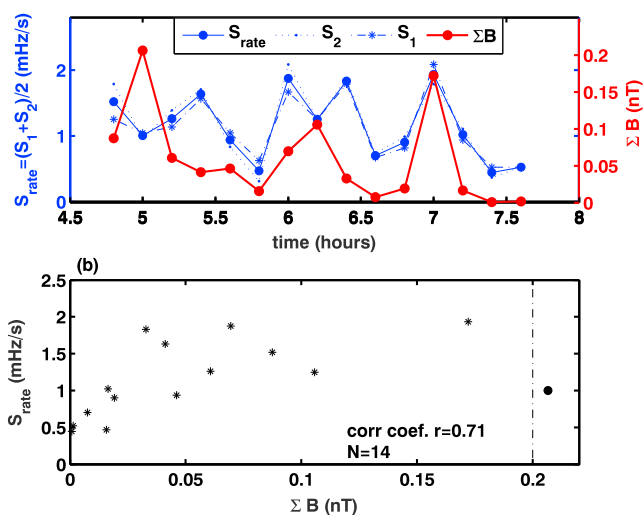 S_rate S_2 S_1 ΣB
S_rate=(S_1+S_2)/2 (mHz/s)
2
1
0
0.2
0.15
0.1
0.05
0
Σ B (nT)
4.5 5 5.5 6 6.5 7 7.5 8
time (hours)
(b)
S_rate (mHz/s)
2.5
2
1.5
1
0.5
0
corr coef. r=0.71
N=14
0 0.05 0.1 0.15 0.2
Σ B (nT)